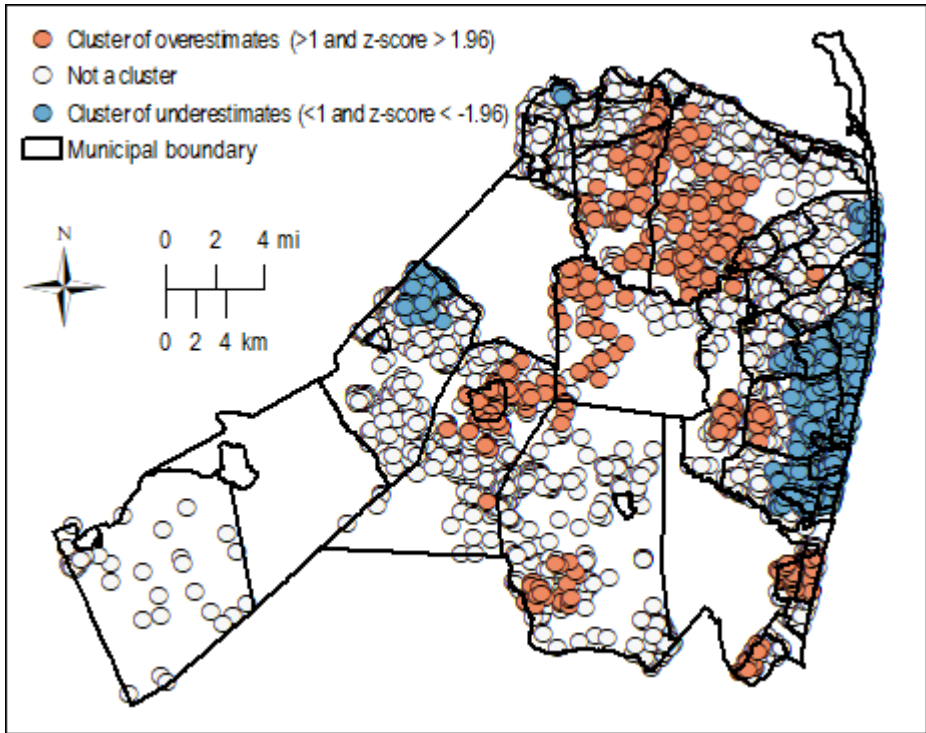 Cluster of overestimates (>1 and z-score > 1.96)
Not a cluster
Cluster of underestimates (<1 and z-score < -1.96)
Municipal boundary
N
0 2 4 mi
0 2 4 km